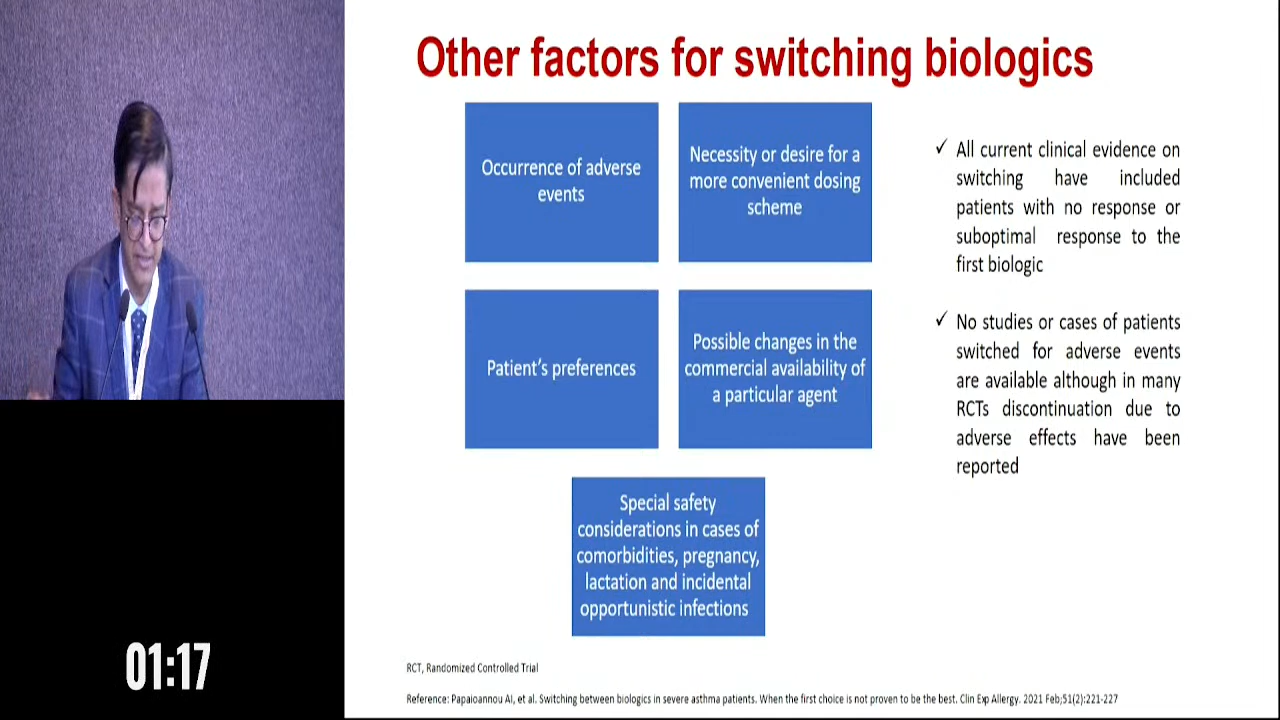 Other factors for switching biologics
Occurrence of adverse
events
Necessity or desire for a
more convenient dosing
scheme
Patient's preferences
Possible changes in the
commercial availability of
a particular agent
Special safety
considerations in cases of
comorbidities, pregnancy,
lactation and incidental
opportunistic infections
✓ All current clinical evidence on
switching have included
patients with no response or
suboptimal response to the
first biologic
✓ No studies or cases of patients
switched for adverse events
are available although in many
RCTs discontinuation due to
adverse effects have been
reported
RCT, Randomized Controlled Trial
Reference: Papaioannou AI, et al. Switching between biologics in severe asthma patients. When the first choice is not proven to be the best. Clin Exp Allergy. 2021 Feb;51(2):221-227
01:17